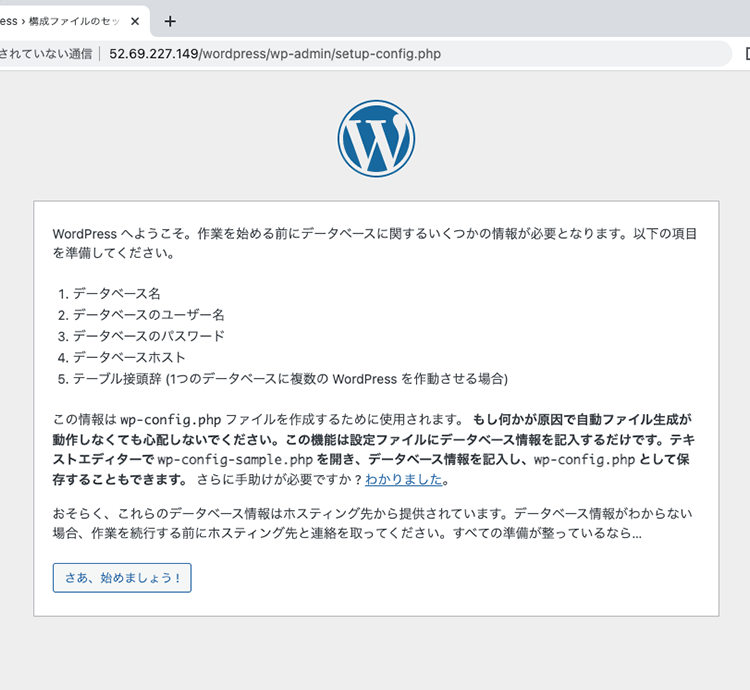 ess › 構成ファイルのセッ
されていない通信 52.69.227.149/wordpress/wp-admin/setup-config.php
WordPress へようこそ。作業を始める前にデータベースに関するいくつかの情報が必要となります。以下の項目
を準備してください。
1. データベース名
2. データベースのユーザー名
3. データベースのパスワード
4. データベースホスト
5. テーブル接頭辞 (1つのデータベースに複数の WordPress を作動させる場合)
この情報は wp-config.php ファイルを作成するために使用されます。 もし何かが原因で自動ファイル生成が
動作しなくても心配しないでください。この機能は設定ファイルにデータベース情報を記入するだけです。テキ
ストエディターで wp-config-sample.php を開き、データベース情報を記入し、wp-config.php として保
存することもできます。 さらに手助けが必要ですか ? わかりました。
おそらく、これらのデータベース情報はホスティング先から提供されています。データベース情報がわからない
場合、作業を続行する前にホスティング先と連絡を取ってください。すべての準備が整っているなら...
さあ、始めましょう !